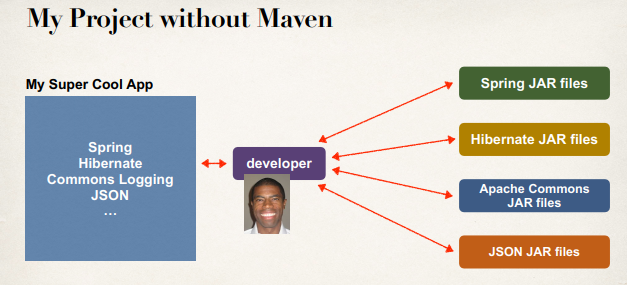 My Project without Maven
My Super Cool App
Spring
Hibernate
Commons Logging
JSON
…
developer
Spring JAR files
Hibernate JAR files
Apache Commons
JAR files
JSON JAR files